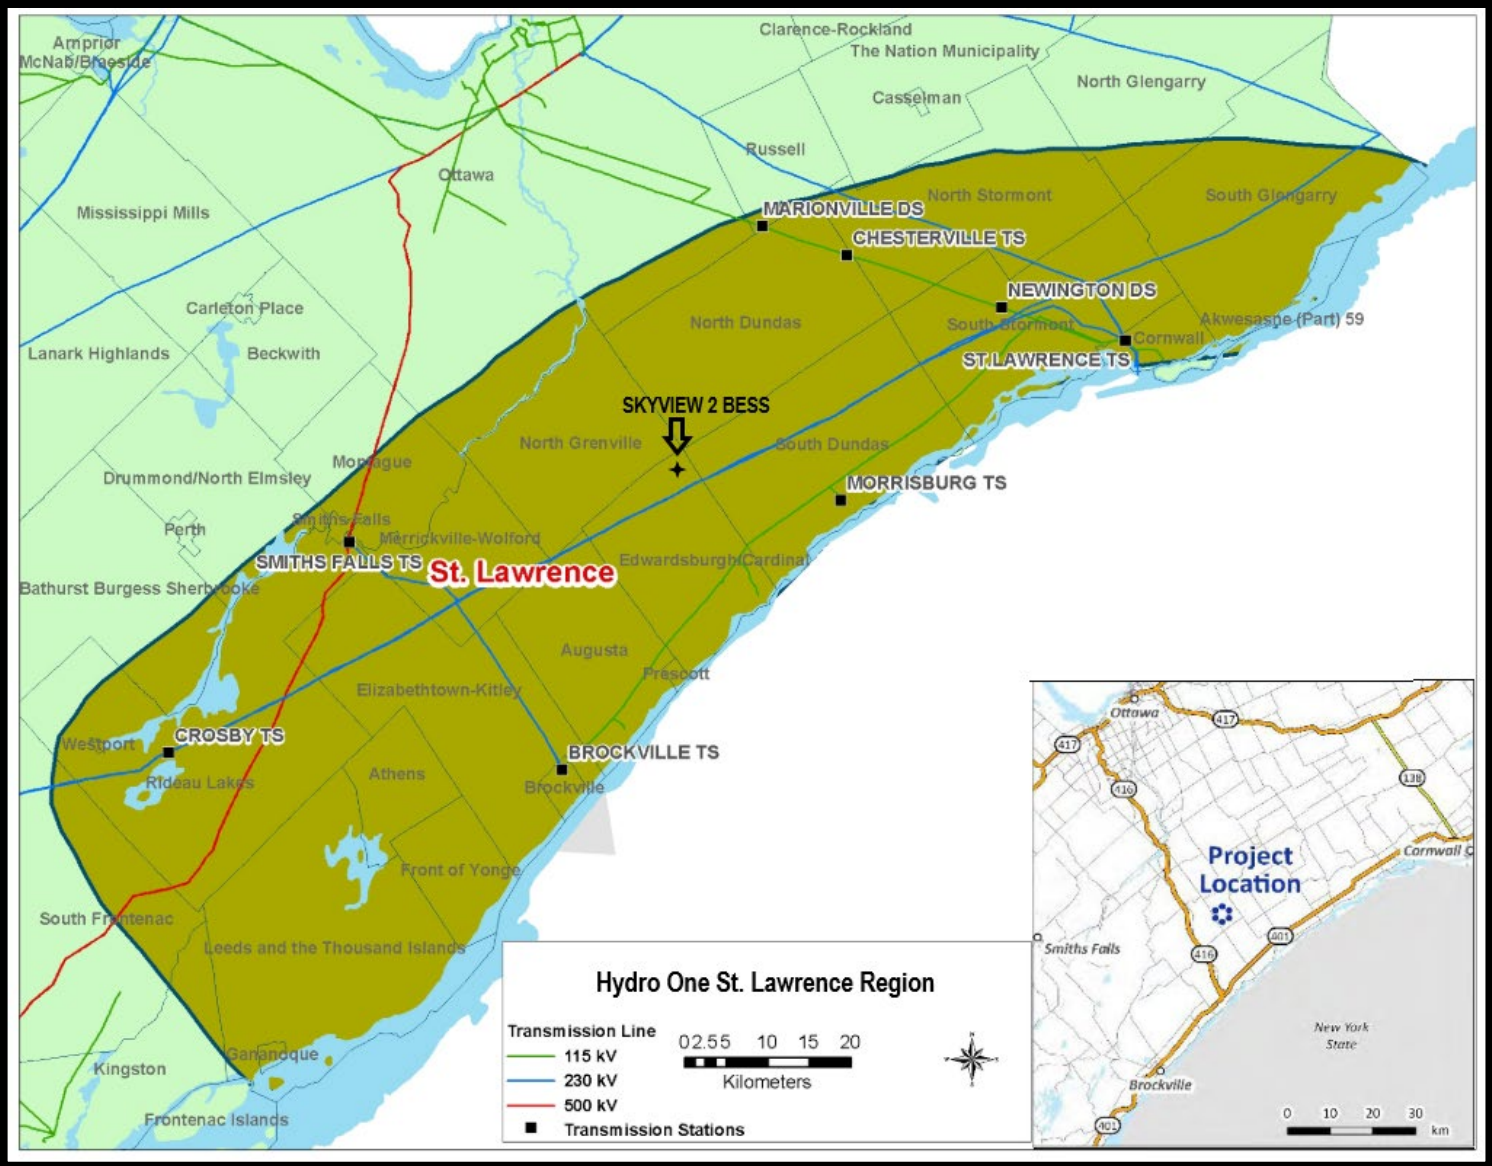 Clarence-Rockland
Arnprior
The Nation Municipality
McNab/Braeside
North Glengarry
Casselman
Russell
Ottawa
North Stormont
South Glengarry
Mississippi Mills
MARIONVILLE DS
CHESTERVILLE TS
NEWINGTON DS
Carleton Place
North Dundas
South Stormont
Akwesasne (Part) 59
Cornwall
Lanark Highlands
Beckwith
ST.LAWRENCE TS
SKYVIEW 2 BESS
North Grenville
South Dundas
Montague
Drummond/North Elmsley
MORRISBURG TS
Smiths Falls
Perth
Merrickville-Wolford
SMITHS FALLS TS
St. Lawrence
Edwardsburgh/Cardinal
Bathurst Burgess Sherbrooke
Augusta
Prescott
Elizabethtown-Kitley
CROSBY TS
Westport
BROCKVILLE TS
Athens
Rideau Lakes
Brockville
Front of Yonge
South Frontenac
Leeds and the Thousand Islands
Gananoque
Kingston
Frontenac Islands
Hydro One St. Lawrence Region
Transmission Line
115 kV
230 kV
500 kV
Transmission Stations
0 2.5 5 10 15 20
Kilometers
Ottawa
417
417
416
138
Project
Location
Cornwall
401
Smiths Falls
416
New York
State
Brockville
401
0 10 20 30
km